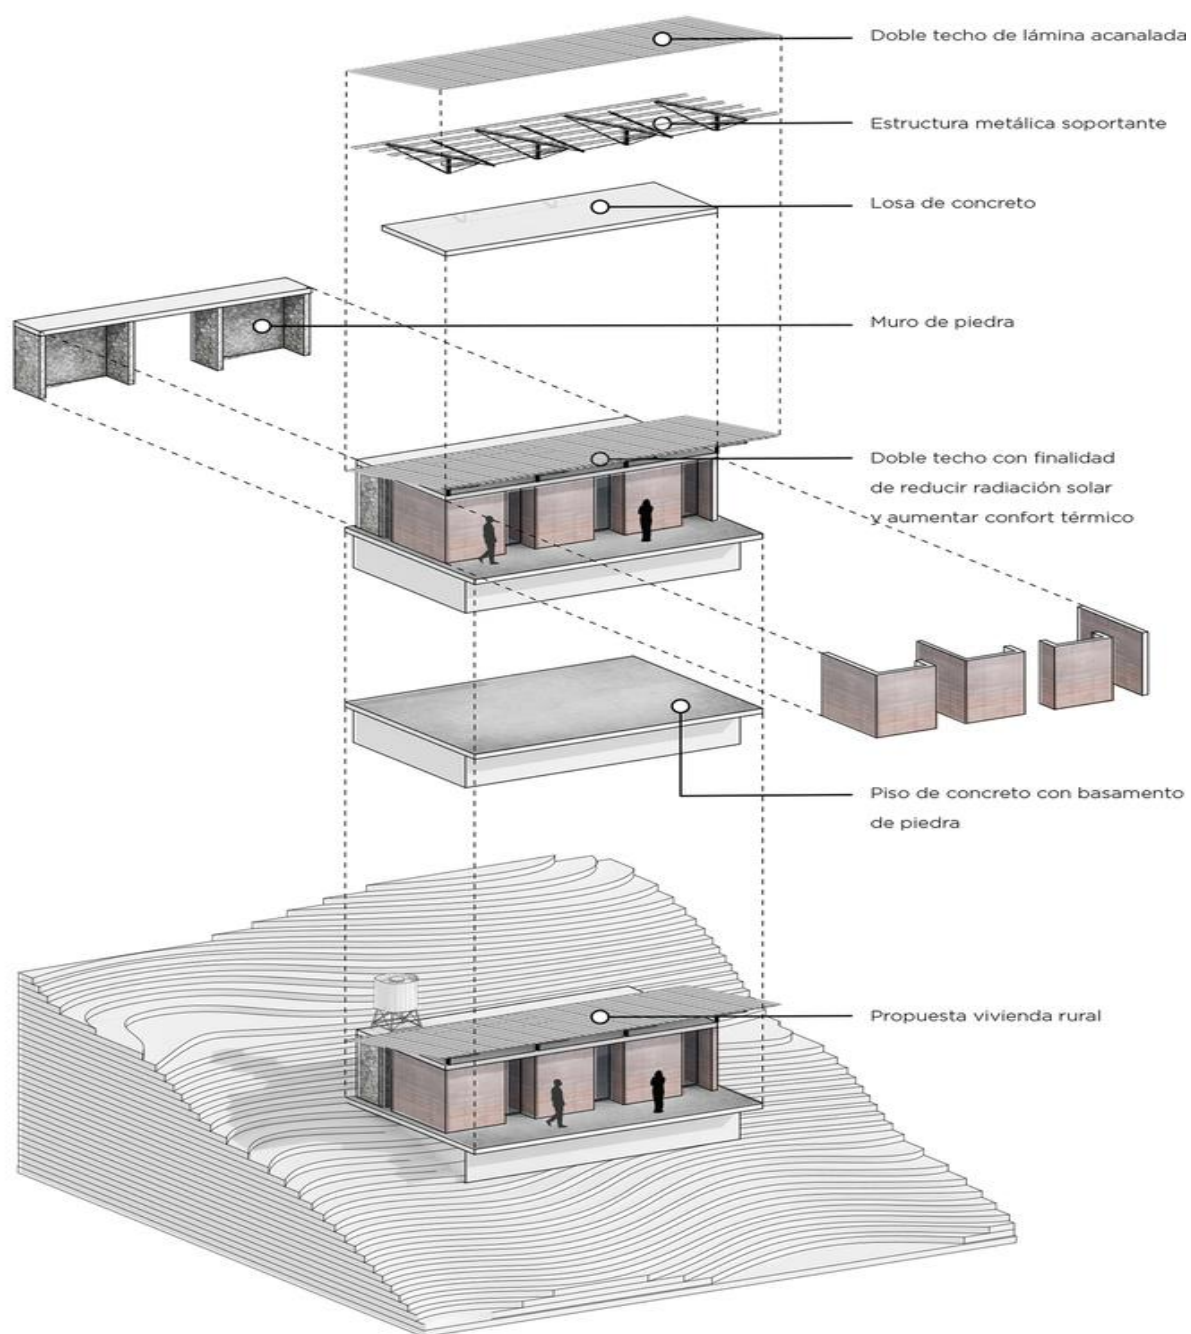 Doble techo de lámina acanalada
Estructura metálica soportante
Losa de concreto
Muro de piedra
Doble techo con finalidad
de reducir radiación solar
y aumentar confort térmico
Piso de concreto con basamento
de piedra
Propuesta vivienda rural